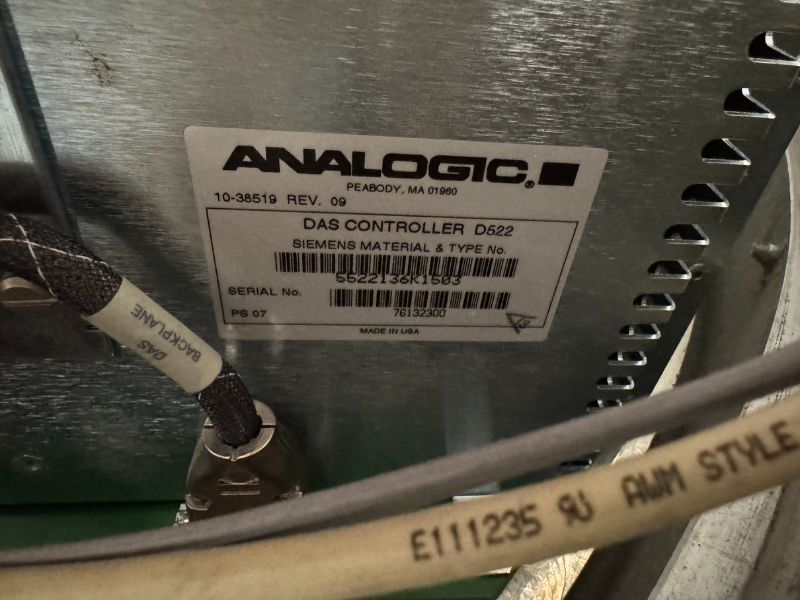 ANALOGIC®
PEABODY, MA 01960
10-38519 REV. 09
DAS CONTROLLER D522
SIEMENS MATERIAL & TYPE No.
5522136K1503
SERIAL No.
76132300
PS 07
MADE IN USA
DAS
BACKPLANE
E111235 RU AWM STYLE